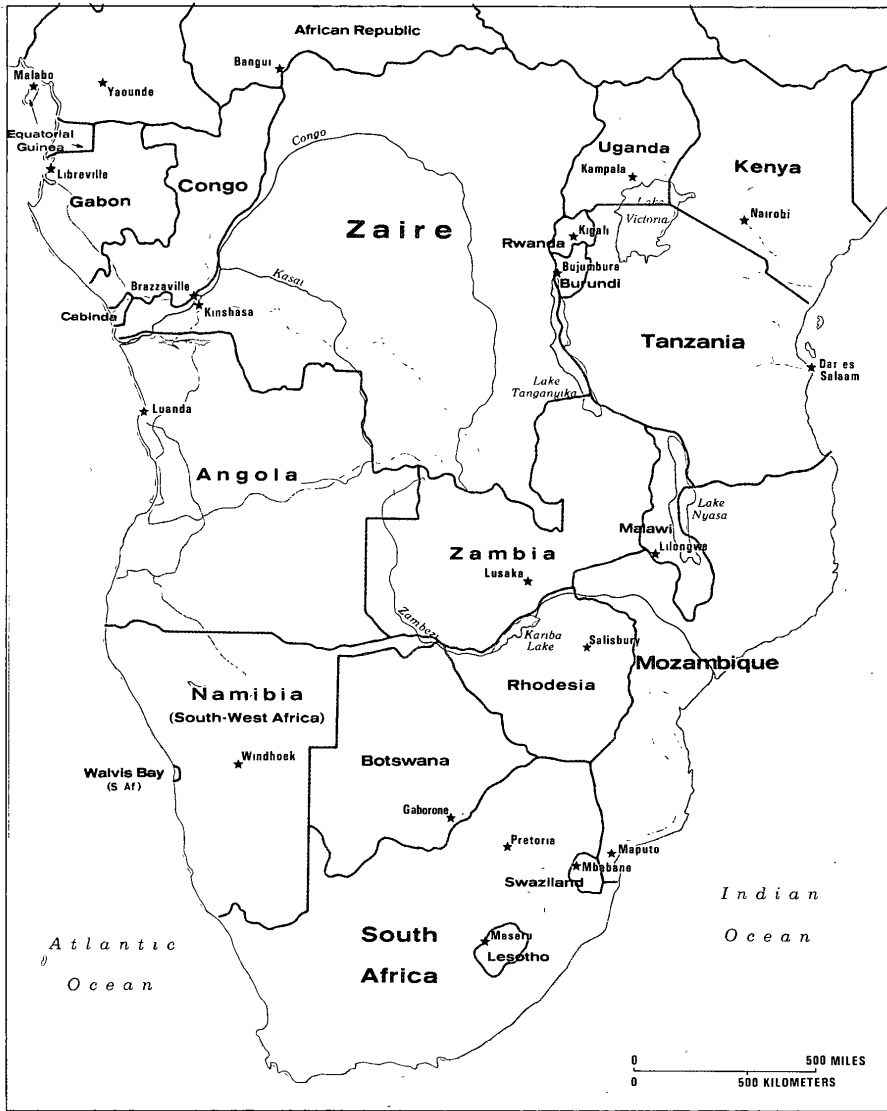 African Republic
Bangui
Malabo
Yaounde
Equatorial
Guinea
Libreville
Gabon
Congo
Congo
Zaire
Uganda
Kampala
Kenya
Lake
Victoria
Nairobi
Rwanda
Kigali
Bujumbura
Burundi
Kasai
Brazzaville
Kinshasa
Cabinda
Tanzania
Dar es
Salaam
Lake
Tanganyika
Luanda
Angola
Lake
Nyasa
Malawi
Lilongwe
Zambia
Lusaka
Zambezi
Kariba
Lake
Salisbury
Mozambique
Rhodesia
Namibia
(South-West Africa)
Windhoek
Walvis Bay
(S Af)
Botswana
Gaborone
Pretoria
Maputo
Mbabane
Swaziland
Maseru
Lesotho
South
Africa
Atlantic
Ocean
Indian
Ocean
0 500 MILES
0 500 KILOMETERS